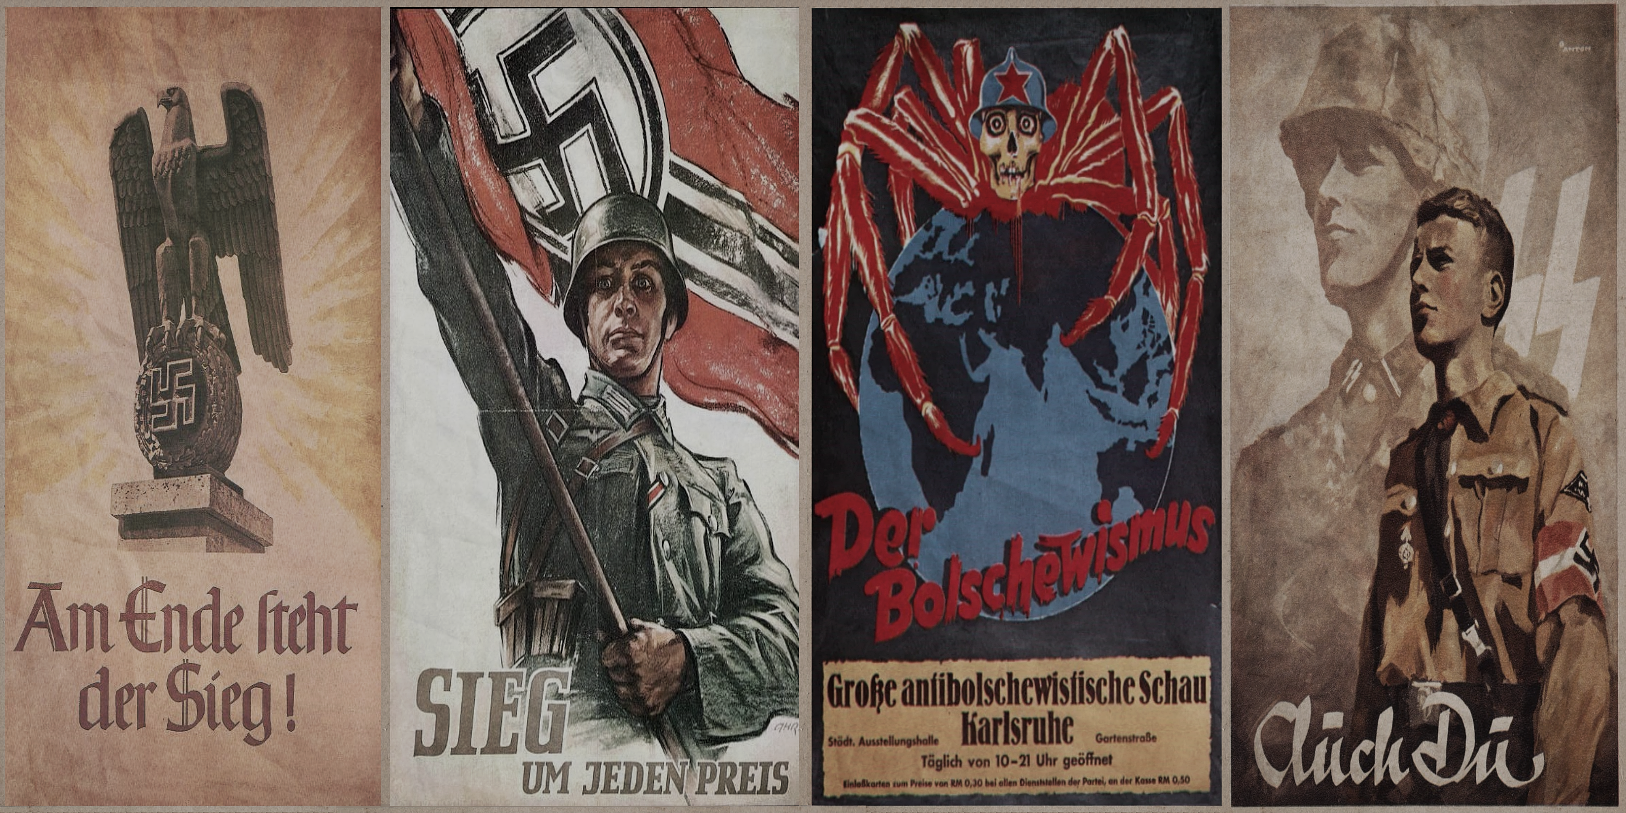 Am Ende steht
der Sieg!
SIEG
UM JEDEN PREIS
Der
Bolschewismus
Große antibolschewistische Schau
Karlsruhe
Städt. Ausstellungshalle Gartenstraße
Täglich von 10-21 Uhr geöffnet
Einlaßkarten zum Preise von RM 0,30 bei allen Dienststellen der Partei, an der Kasse RM 0,50
ANTON
Auch Du